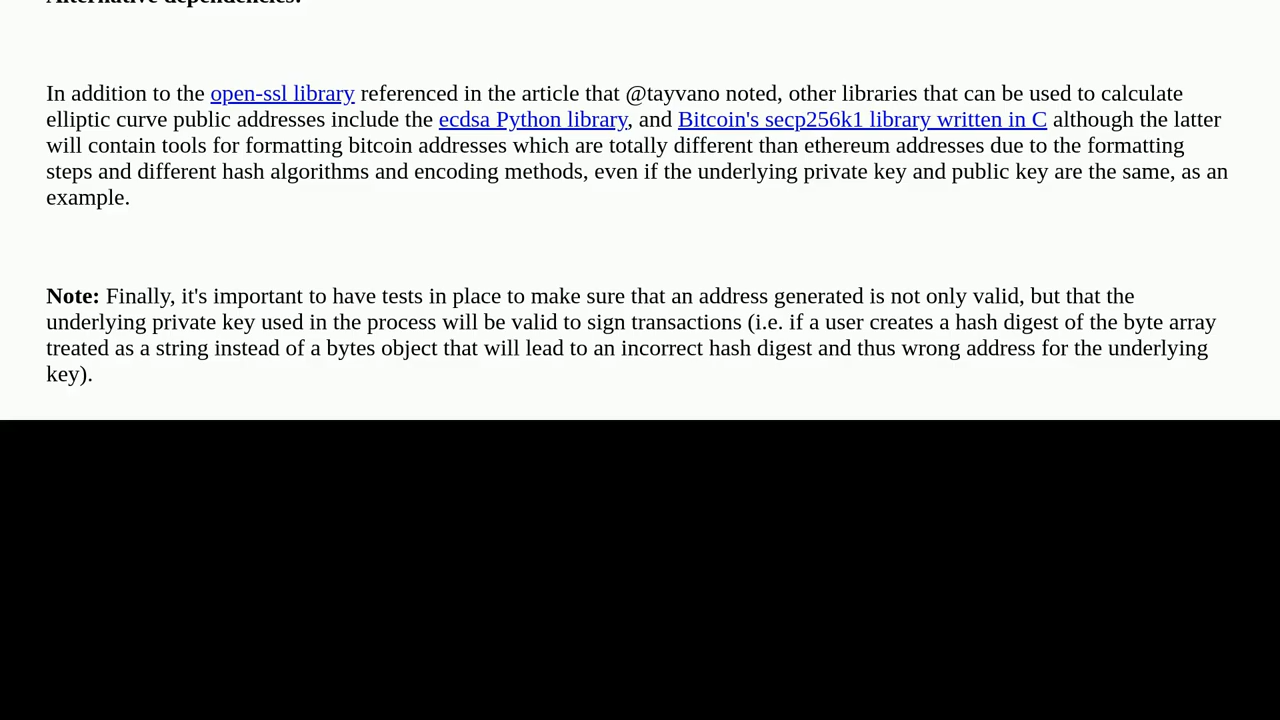 Alternative dependencies:
In addition to the open-ssl library referenced in the article that @tayvano noted, other libraries that can be used to calculate
elliptic curve public addresses include the ecdsa Python library, and Bitcoin's secp256k1 library written in C although the latter
will contain tools for formatting bitcoin addresses which are totally different than ethereum addresses due to the formatting
steps and different hash algorithms and encoding methods, even if the underlying private key and public key are the same, as an
example.
Note: Finally, it's important to have tests in place to make sure that an address generated is not only valid, but that the
underlying private key used in the process will be valid to sign transactions (i.e. if a user creates a hash digest of the byte array
treated as a string instead of a bytes object that will lead to an incorrect hash digest and thus wrong address for the underlying
key).